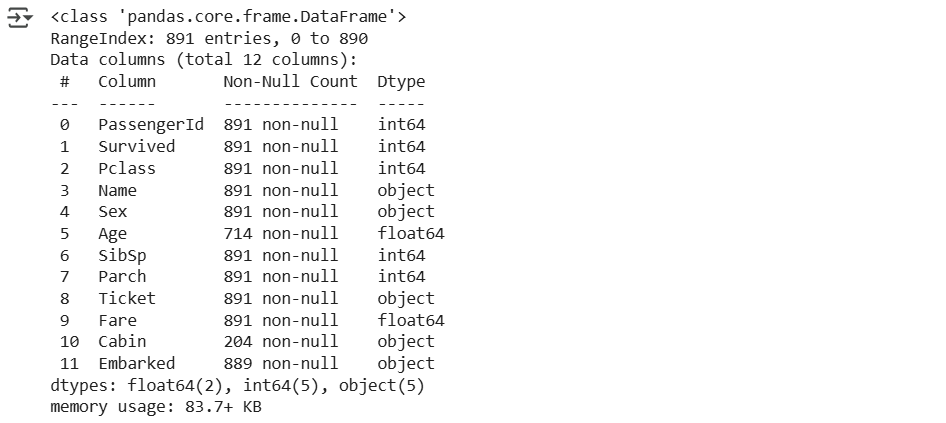 <class 'pandas.core.frame.DataFrame'>
RangeIndex: 891 entries, 0 to 890
Data columns (total 12 columns):
 #   Column       Non-Null Count  Dtype
---  ------       --------------  -----
 0   PassengerId  891 non-null    int64
 1   Survived     891 non-null    int64
 2   Pclass       891 non-null    int64
 3   Name         891 non-null    object
 4   Sex          891 non-null    object
 5   Age          714 non-null    float64
 6   SibSp        891 non-null    int64
 7   Parch        891 non-null    int64
 8   Ticket       891 non-null    object
 9   Fare         891 non-null    float64
 10  Cabin        204 non-null    object
 11  Embarked     889 non-null    object
dtypes: float64(2), int64(5), object(5)
memory usage: 83.7+ KB